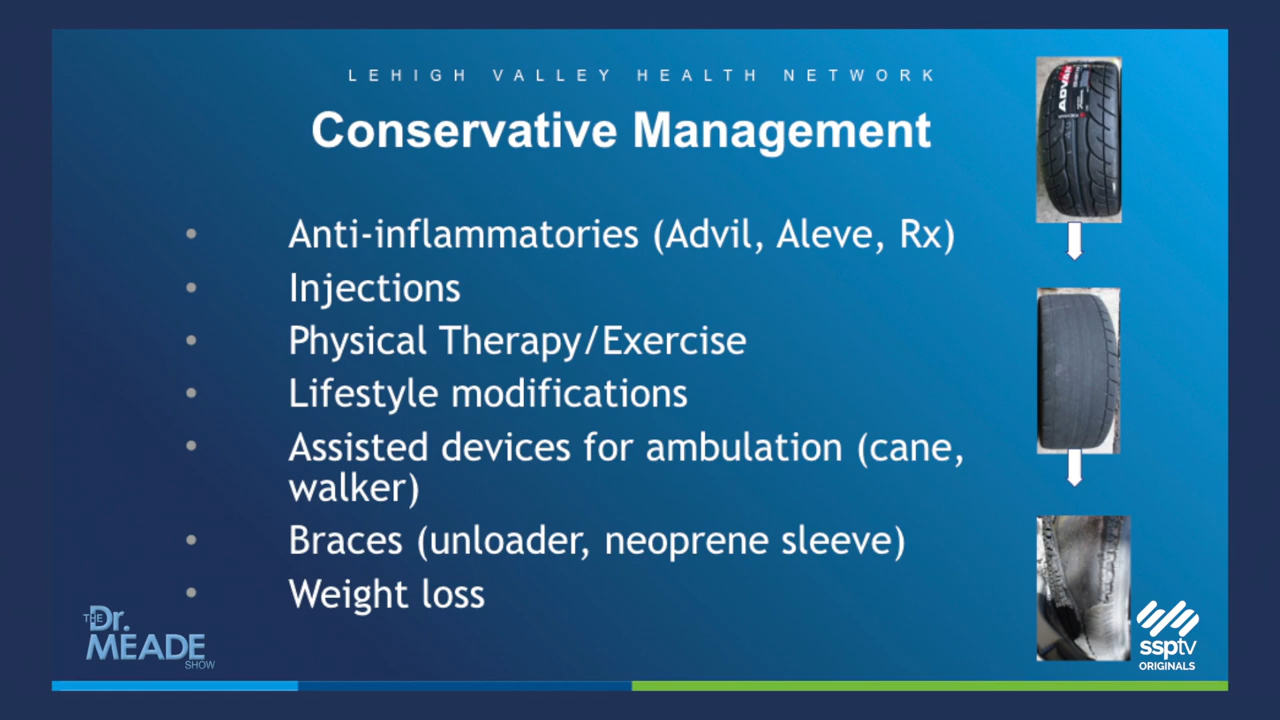 LEHIGH VALLEY HEALTH NETWORK
Conservative Management
• Anti-inflammatories (Advil, Aleve, Rx)
• Injections
• Physical Therapy/Exercise
• Lifestyle modifications
• Assisted devices for ambulation (cane,
walker)
• Braces (unloader, neoprene sleeve)
• Weight loss
ADVAN
THE Dr.
MEADE
SHOW
ssptv
ORIGINALS